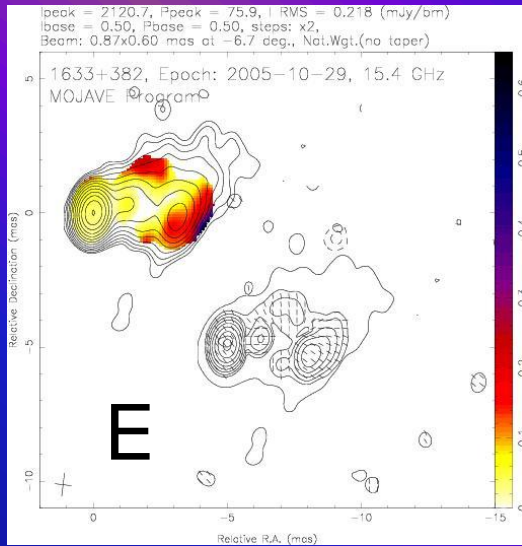 Ipeak = 2120.7, Ppeak = 75.9, I RMS = 0.218 (mJy/bm)
Ibase = 0.50, Pbase = 0.50, steps: x2,
Beam: 0.87x0.60 mas at -6.7 deg., Nat.Wgt.(no taper)
1633+382, Epoch: 2005-10-29, 15.4 GHz
MOJAVE Program
Relative Declination (mas)
5
0
-5
-10
E
0
-5
-10
-15
Relative R.A. (mas)